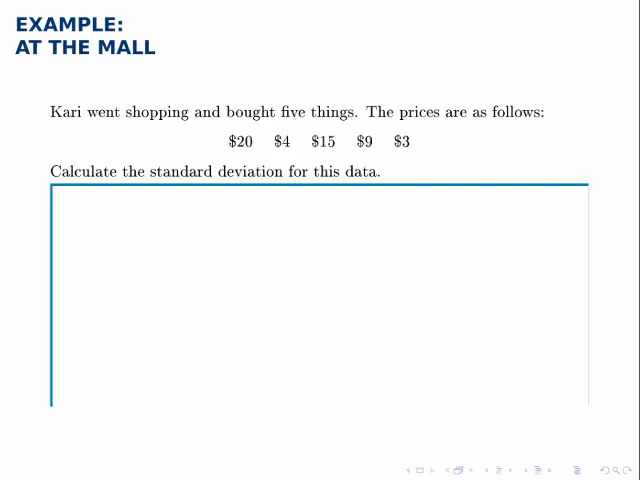 EXAMPLE:
AT THE MALL
Kari went shopping and bought five things. The prices are as follows:
$20 $4 $15 $9 $3
Calculate the standard deviation for this data.